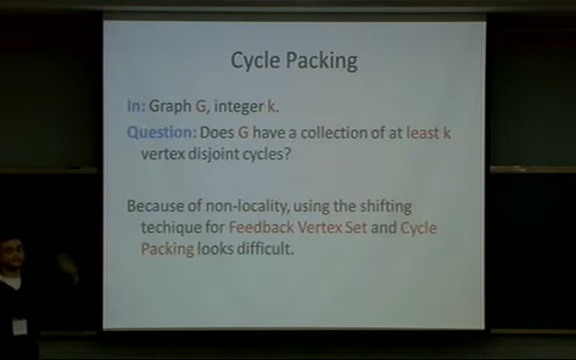 Cycle Packing
In: Graph G, integer k.
Question: Does G have a collection of at least k
vertex disjoint cycles?
Because of non-locality, using the shifting
techique for Feedback Vertex Set and Cycle
Packing looks difficult.